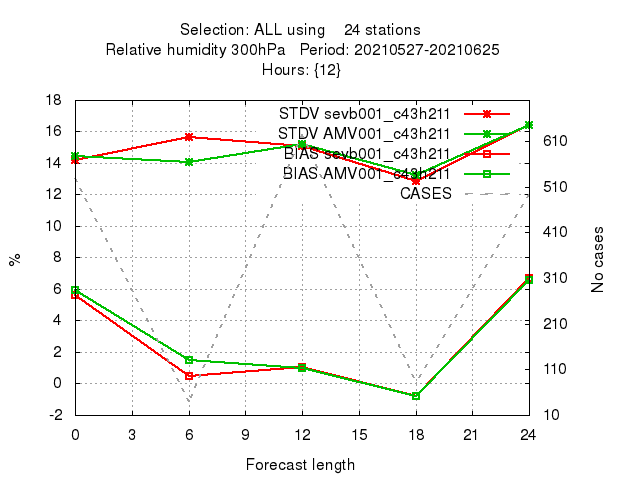 Selection: ALL using 24 stations
Relative humidity 300hPa Period: 20210527-20210625
Hours: {12}
STDV sevb001_c43h211
STDV AMV001_c43h211
BIAS sevb001_c43h211
BIAS AMV001_c43h211
CASES
18
16
14
12
10
8
6
4
2
0
-2
%
610
510
410
310
210
110
10
No cases
0 3 6 9 12 15 18 21 24
Forecast length